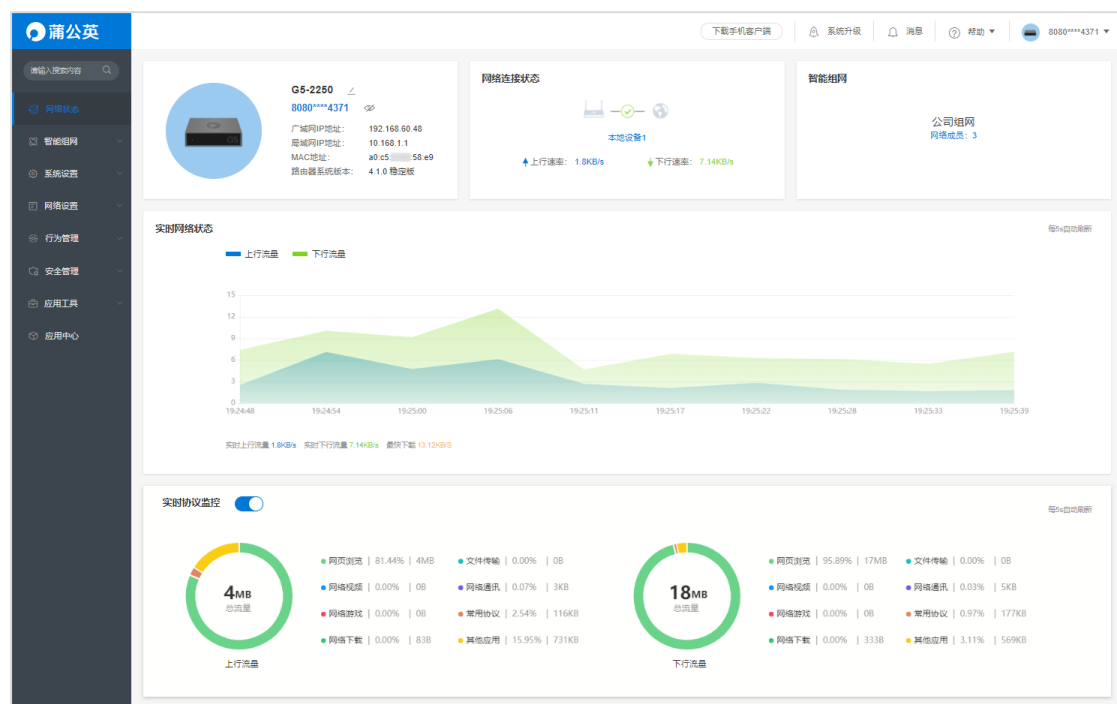 蒲公英
下载手机客户端 系统升级 消息 帮助 ▼ 8080****4371 ▼
请输入搜索内容
网络状态
智能组网
系统设置
网络设置
行为管理
安全管理
应用工具
应用中心
G5-2250
8080****4371
广域网IP地址: 192.168.60.48
局域网IP地址: 10.168.1.1
MAC地址: a0:c5: :58:e9
路由器系统版本: 4.1.0 稳定版
网络连接状态
本地设备1
上行速率: 1.8KB/s 下行速率: 7.14KB/s
智能组网
公司组网
网络成员: 3
实时网络状态 每5s自动刷新
上行流量 下行流量
15
12
9
6
3
0
19:24:48 19:24:54 19:25:00 19:25:06 19:25:11 19:25:17 19:25:22 19:25:28 19:25:33 19:25:39
实时上行流量 1.8KB/s 实时下行流量 7.14KB/s 最快下载 13.12KB/S
实时协议监控 每5s自动刷新
4MB
总流量
上行流量
网页浏览 | 81.44% | 4MB 文件传输 | 0.00% | 0B
网络视频 | 0.00% | 0B 网络通讯 | 0.07% | 3KB
网络游戏 | 0.00% | 0B 常用协议 | 2.54% | 116KB
网络下载 | 0.00% | 83B 其他应用 | 15.95% | 731KB
18MB
总流量
下行流量
网页浏览 | 95.89% | 17MB 文件传输 | 0.00% | 0B
网络视频 | 0.00% | 0B 网络通讯 | 0.03% | 5KB
网络游戏 | 0.00% | 0B 常用协议 | 0.97% | 177KB
网络下载 | 0.00% | 333B 其他应用 | 3.11% | 569KB